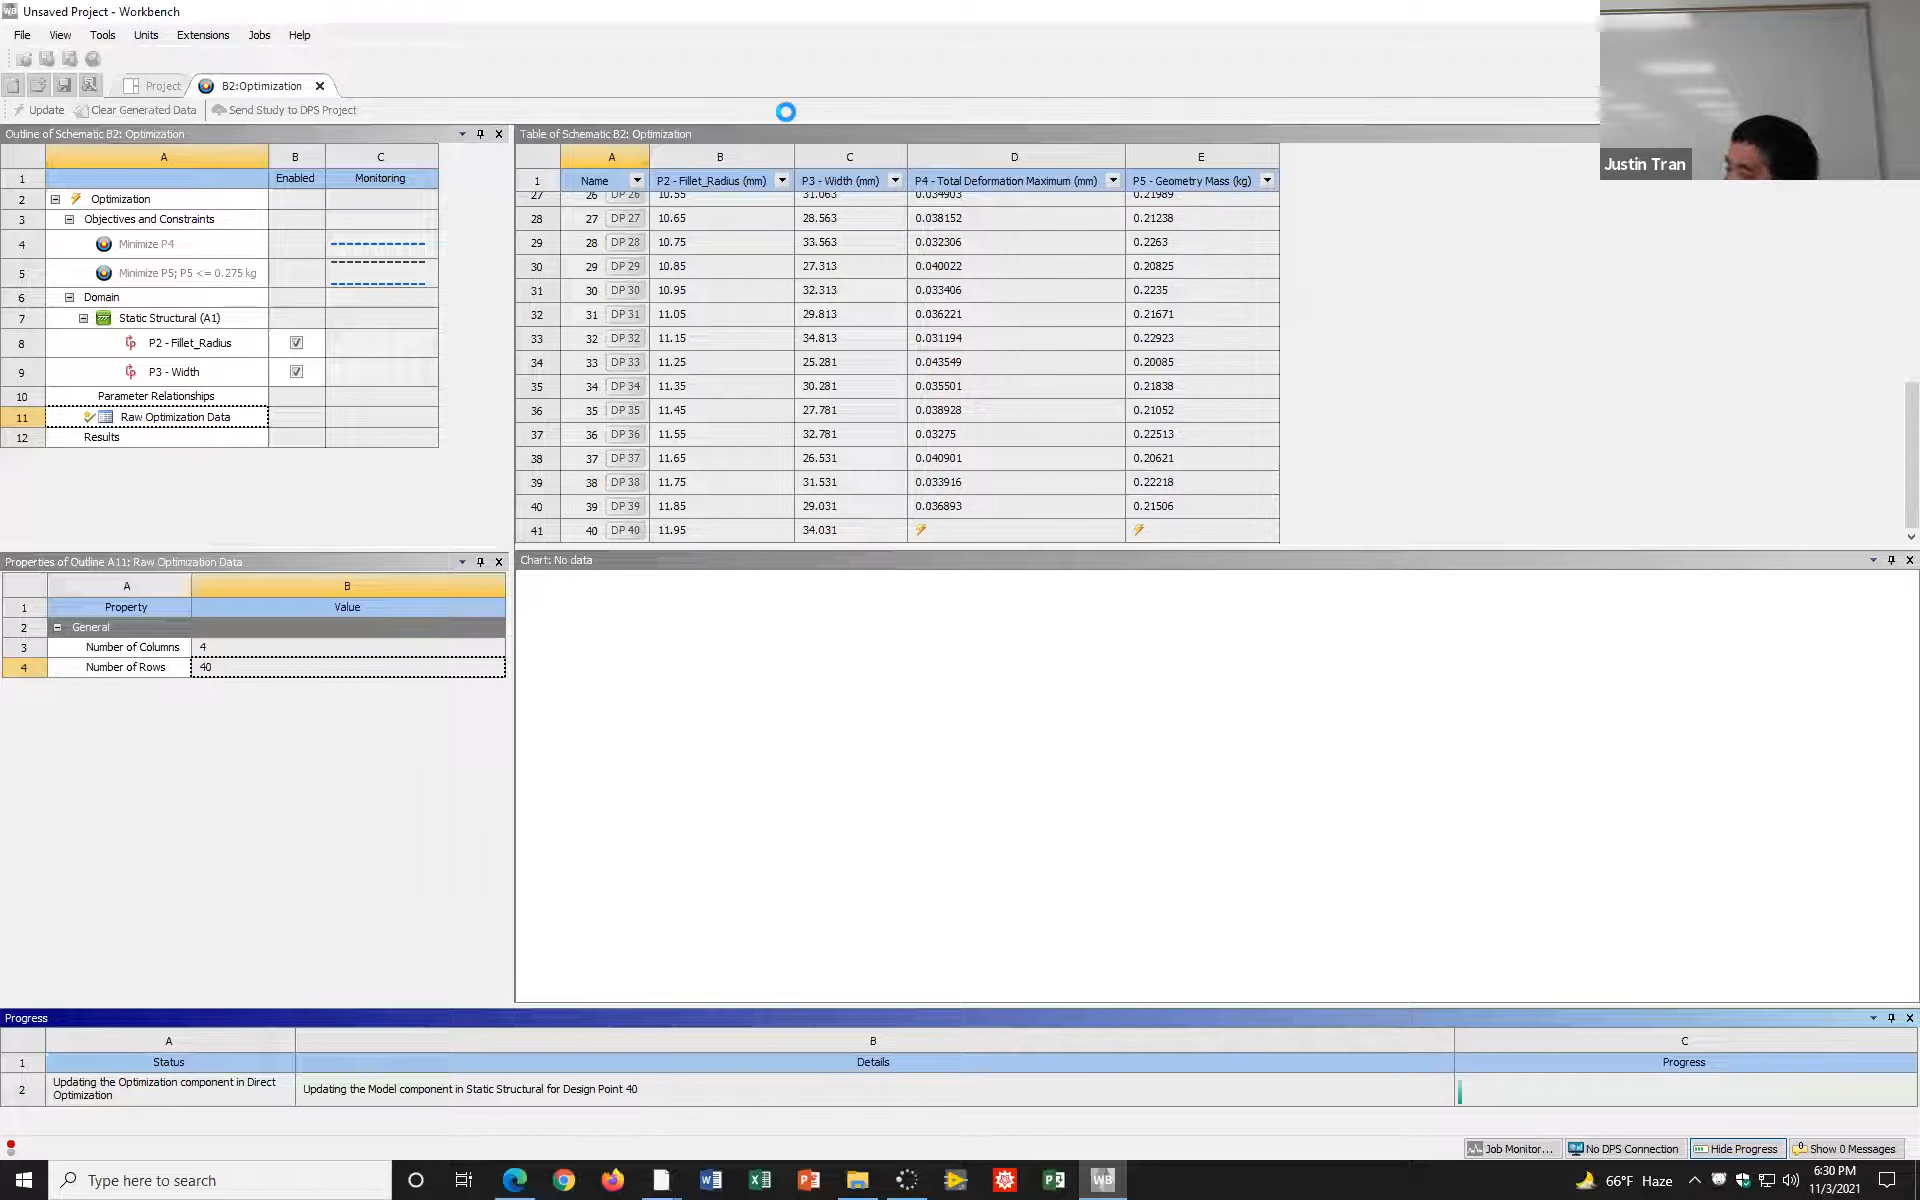 Unsaved Project - Workbench
File View Tools Units Extensions Jobs Help
Project B2:Optimization
Update Clear Generated Data Send Study to DPS Project
Justin Tran
Outline of Schematic B2: Optimization
A B C
1 Enabled Monitoring
2 Optimization
3 Objectives and Constraints
4 Minimize P4
5 Minimize P5; P5 <= 0.275 kg
6 Domain
7 Static Structural (A1)
8 P2 - Fillet_Radius
9 P3 - Width
10 Parameter Relationships
11 Raw Optimization Data
12 Results
Table of Schematic B2: Optimization
A B C D E
1 Name P2 - Fillet_Radius (mm) P3 - Width (mm) P4 - Total Deformation Maximum (mm) P5 - Geometry Mass (kg)
27 26 DP 26 10.55 31.063 0.034903 0.21989
28 27 DP 27 10.65 28.563 0.038152 0.21238
29 28 DP 28 10.75 33.563 0.032306 0.2263
30 29 DP 29 10.85 27.313 0.040022 0.20825
31 30 DP 30 10.95 32.313 0.033406 0.2235
32 31 DP 31 11.05 29.813 0.036221 0.21671
33 32 DP 32 11.15 34.813 0.031194 0.22923
34 33 DP 33 11.25 25.281 0.043549 0.20085
35 34 DP 34 11.35 30.281 0.035501 0.21838
36 35 DP 35 11.45 27.781 0.038928 0.21052
37 36 DP 36 11.55 32.781 0.03275 0.22513
38 37 DP 37 11.65 26.531 0.040901 0.20621
39 38 DP 38 11.75 31.531 0.033916 0.22218
40 39 DP 39 11.85 29.031 0.036893 0.21506
41 40 DP 40 11.95 34.031
Properties of Outline A11: Raw Optimization Data
A B
1 Property Value
2 General
3 Number of Columns 4
4 Number of Rows 40
Chart: No data
Progress
A B C
1 Status Details Progress
2 Updating the Optimization component in Direct Optimization Updating the Model component in Static Structural for Design Point 40
Job Monitor... No DPS Connection Hide Progress Show 0 Messages
Type here to search
66°F Haze
6:30 PM
11/3/2021